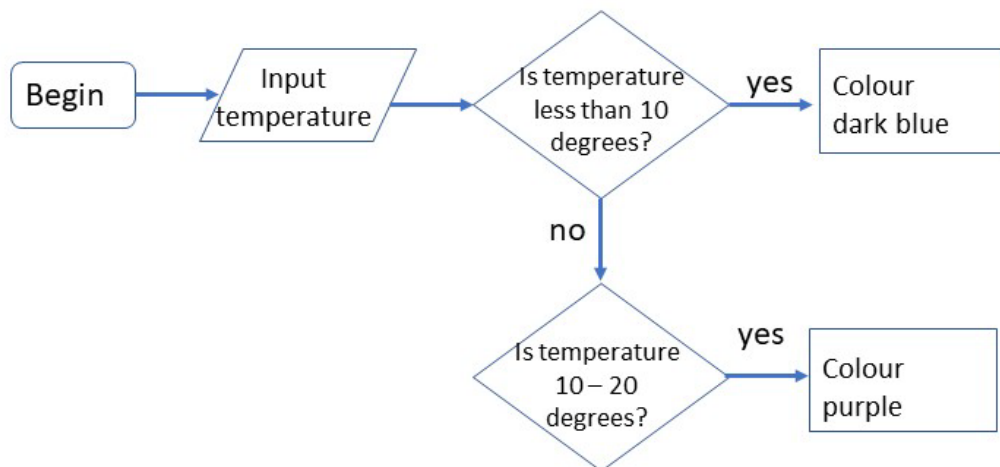 Begin
Input
temperature
Is temperature
less than 10
degrees?
yes
Colour
dark blue
no
Is temperature
10 – 20
degrees?
yes
Colour
purple